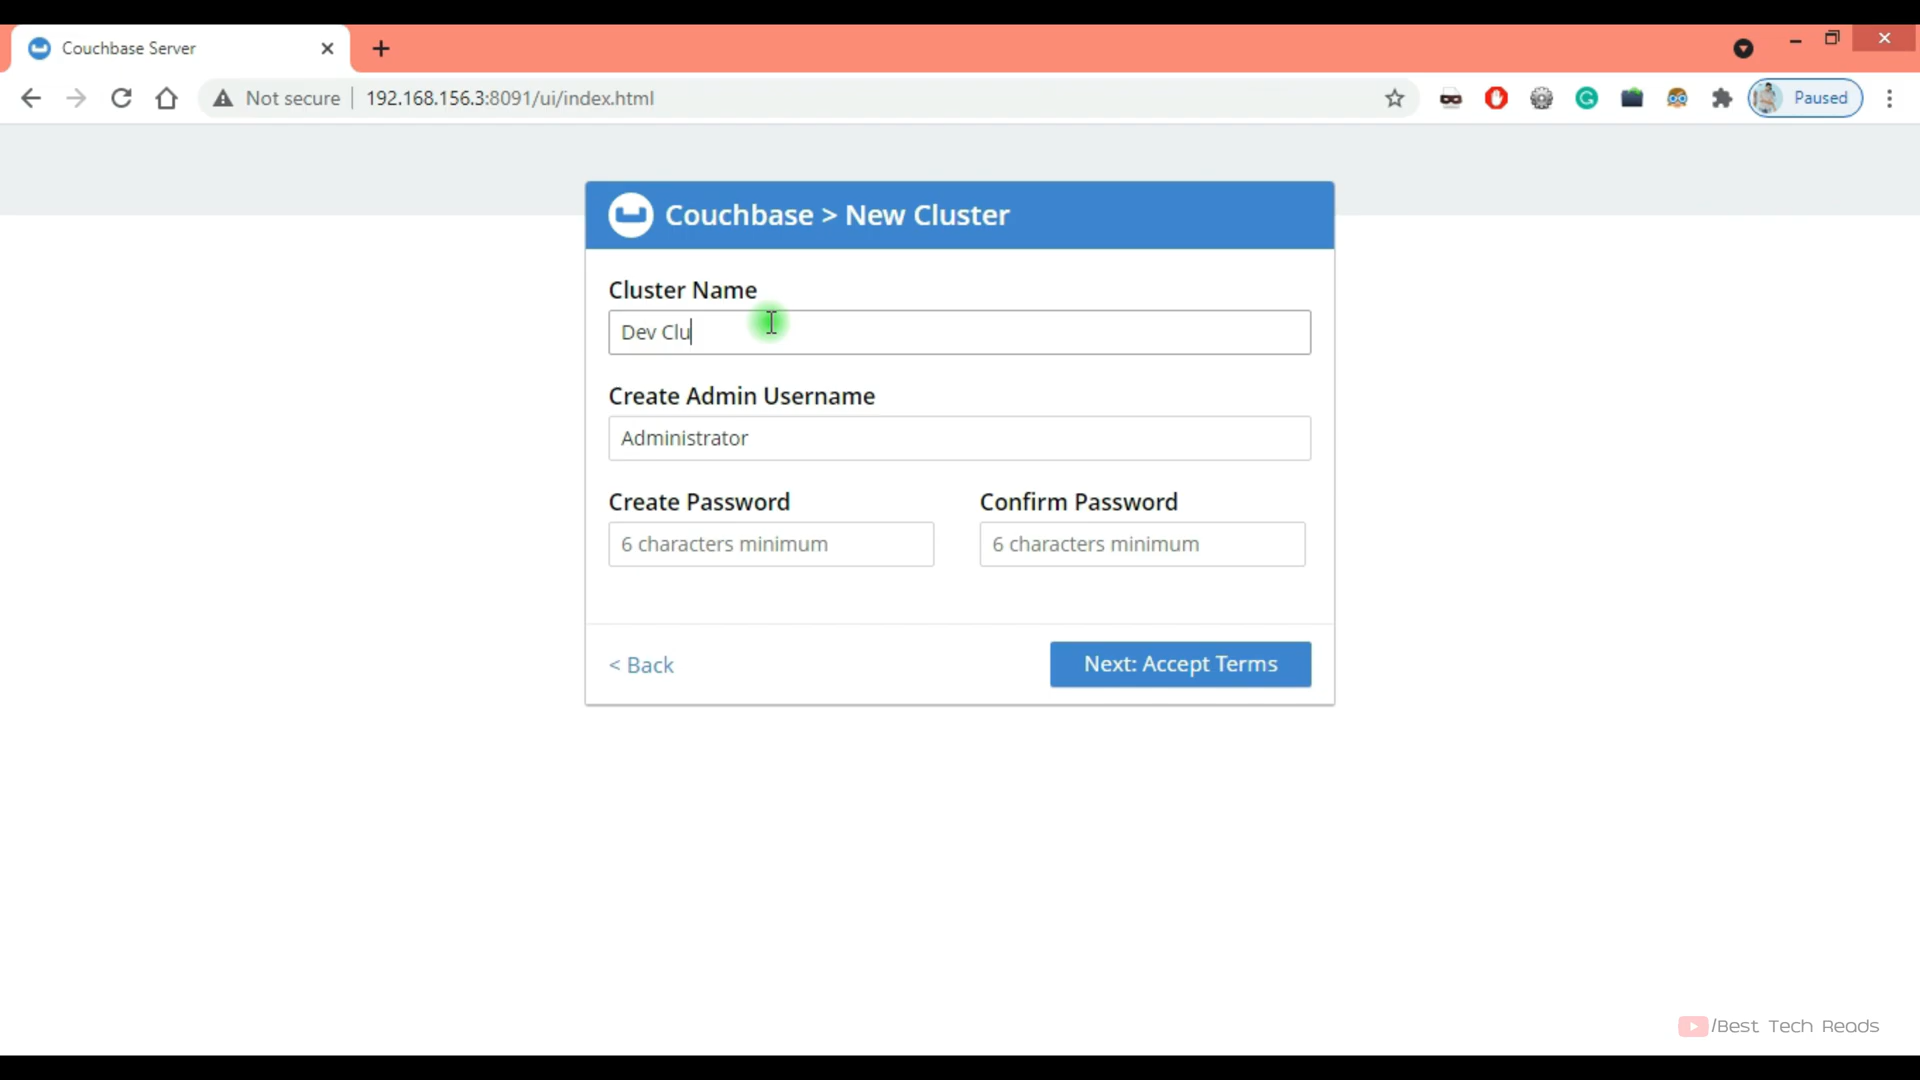 Couchbase Server
Not secure
192.168.156.3:8091/ui/index.html
Paused
Couchbase > New Cluster
Cluster Name
Dev Clu
Create Admin Username
Administrator
Create Password
Confirm Password
6 characters minimum
6 characters minimum
< Back
Next: Accept Terms
/Best Tech Reads